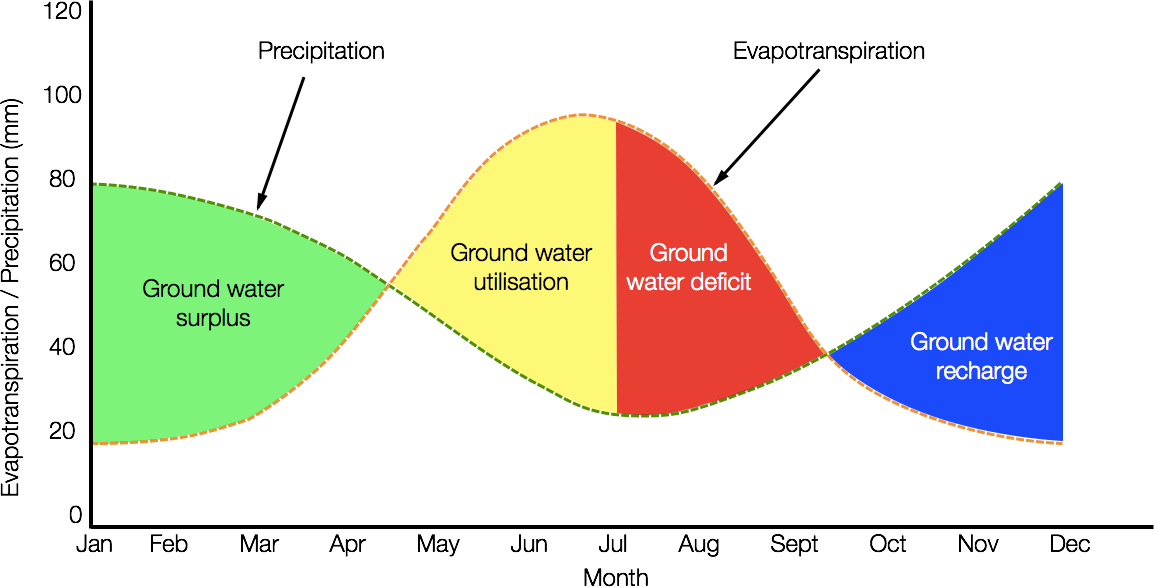 120
100
80
60
40
20
0
Evapotranspiration / Precipitation (mm)
Precipitation
Evapotranspiration
Ground water
surplus
Ground water
utilisation
Ground
water deficit
Ground water
recharge
Jan Feb Mar Apr May Jun Jul Aug Sept Oct Nov Dec
Month